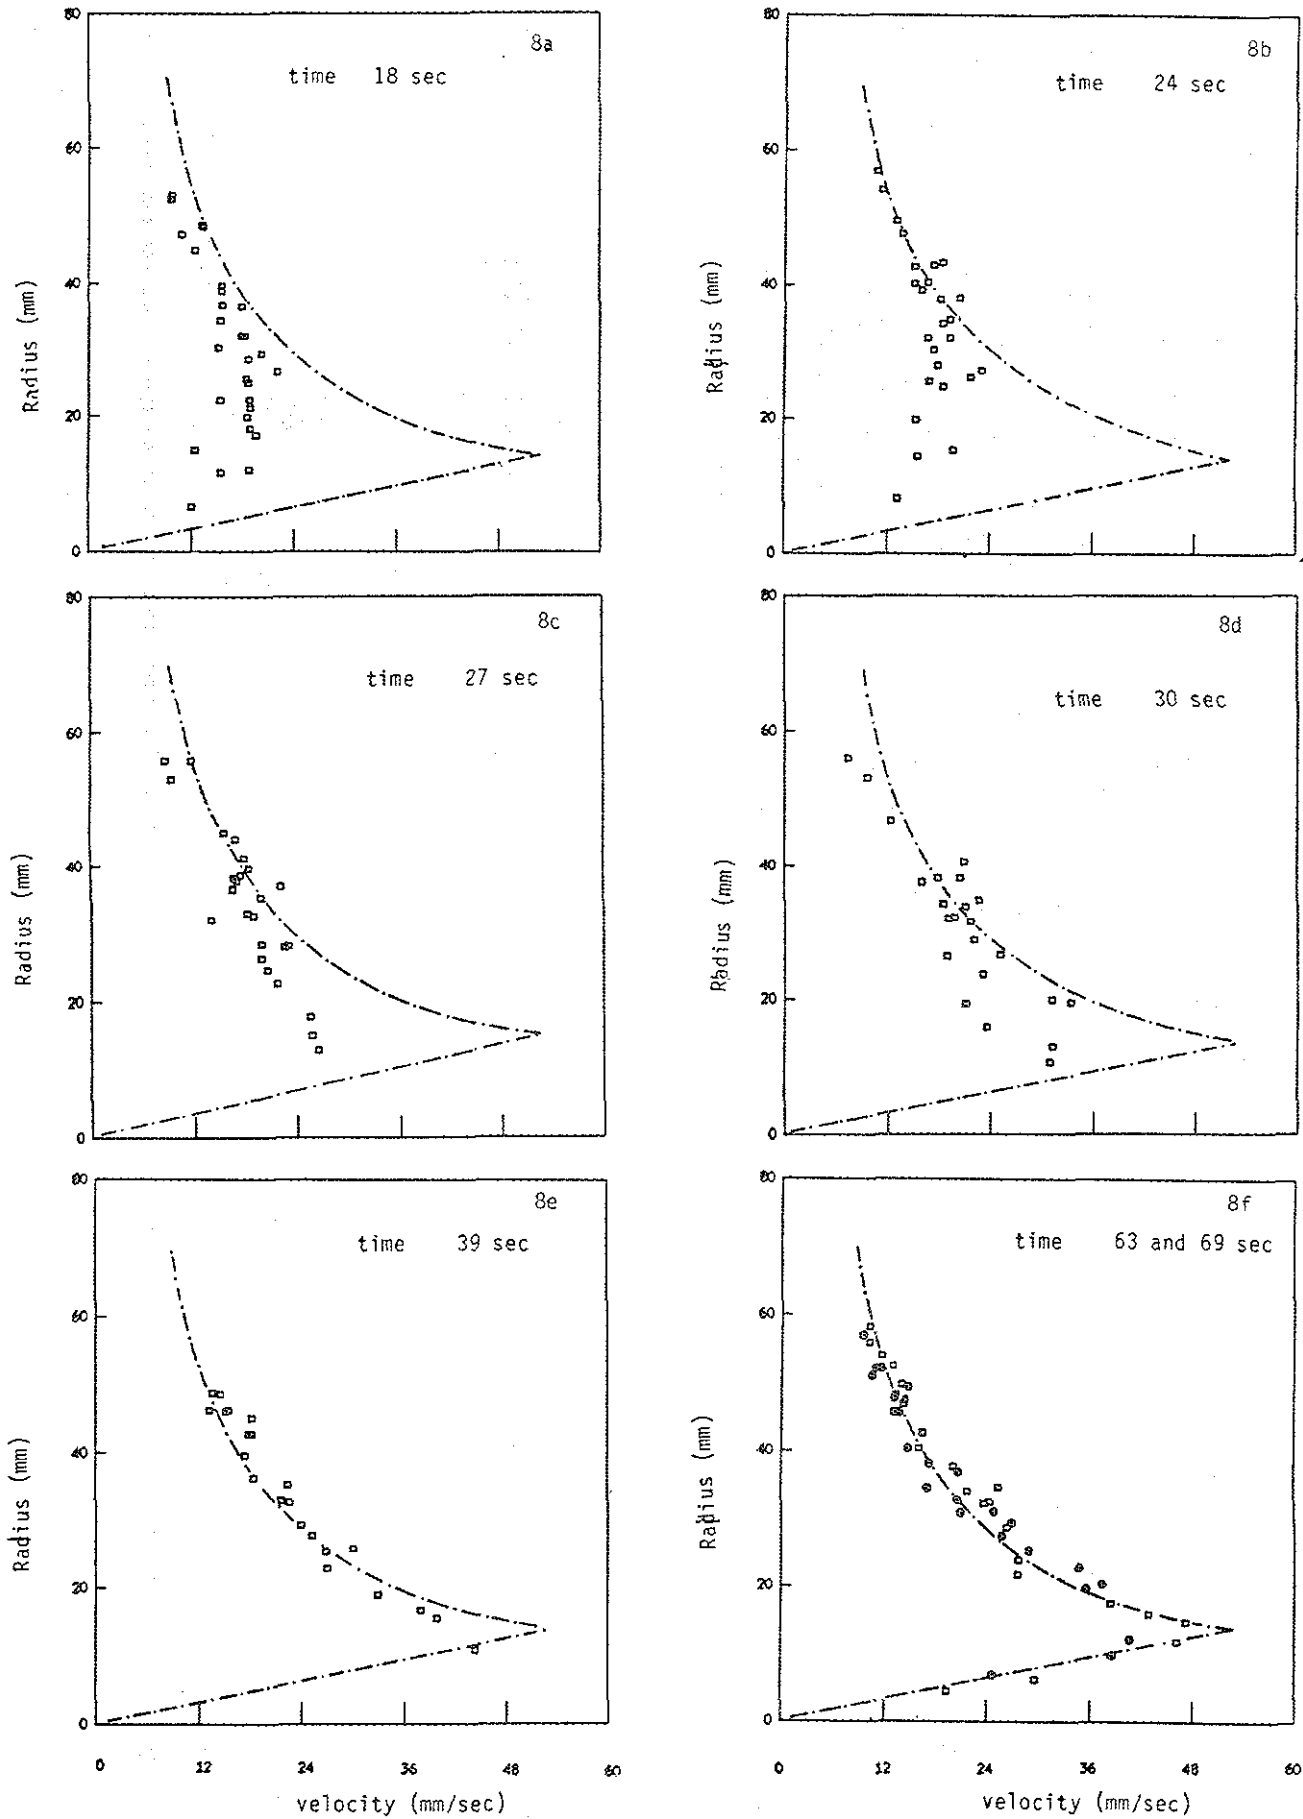 8a
time 18 sec
80
60
40
20
0
Radius (mm)
8b
time 24 sec
80
60
40
20
0
Radius (mm)
8c
time 27 sec
80
60
40
20
0
Radius (mm)
8d
time 30 sec
80
60
40
20
0
Radius (mm)
8e
time 39 sec
80
60
40
20
0
Radius (mm)
0 12 24 36 48 60
velocity (mm/sec)
8f
time 63 and 69 sec
80
60
40
20
0
Radius (mm)
0 12 24 36 48 60
velocity (mm/sec)